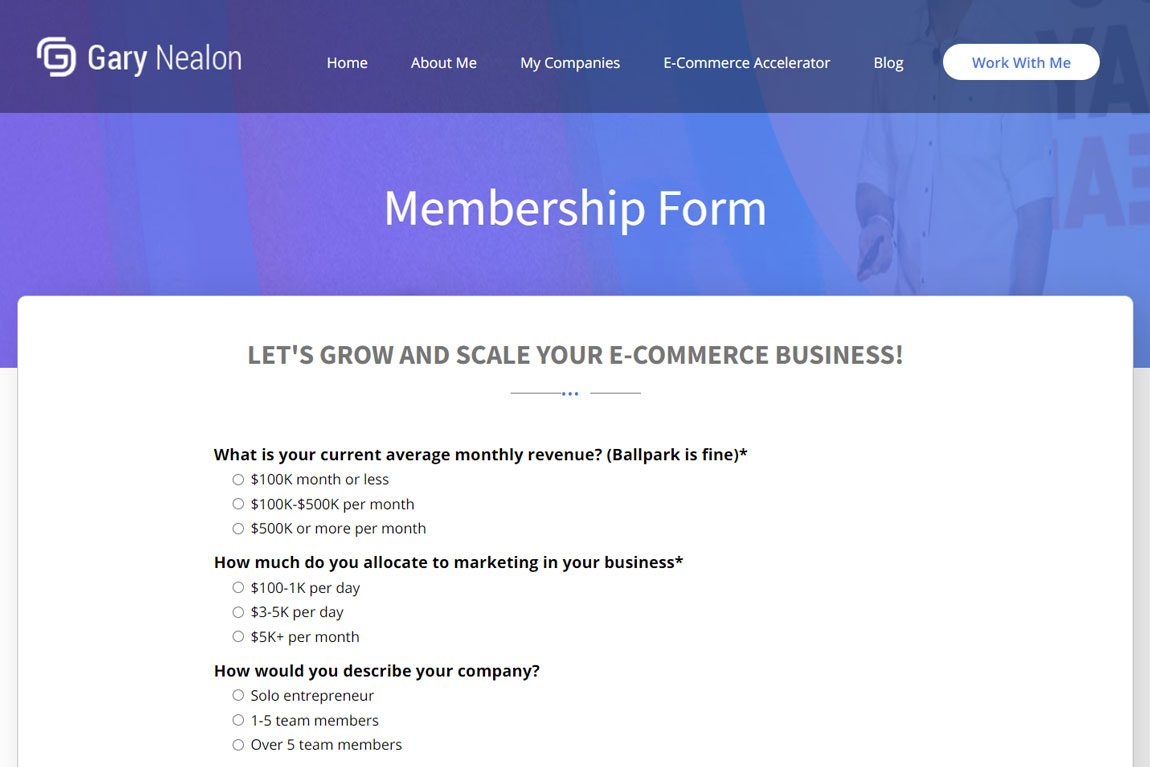 Gary Nealon
Home About Me My Companies E-Commerce Accelerator Blog Work With Me
Membership Form
LET'S GROW AND SCALE YOUR E-COMMERCE BUSINESS!
What is your current average monthly revenue? (Ballpark is fine)*
$100K month or less
$100K-$500K per month
$500K or more per month
How much do you allocate to marketing in your business*
$100-1K per day
$3-5K per day
$5K+ per month
How would you describe your company?
Solo entrepreneur
1-5 team members
Over 5 team members